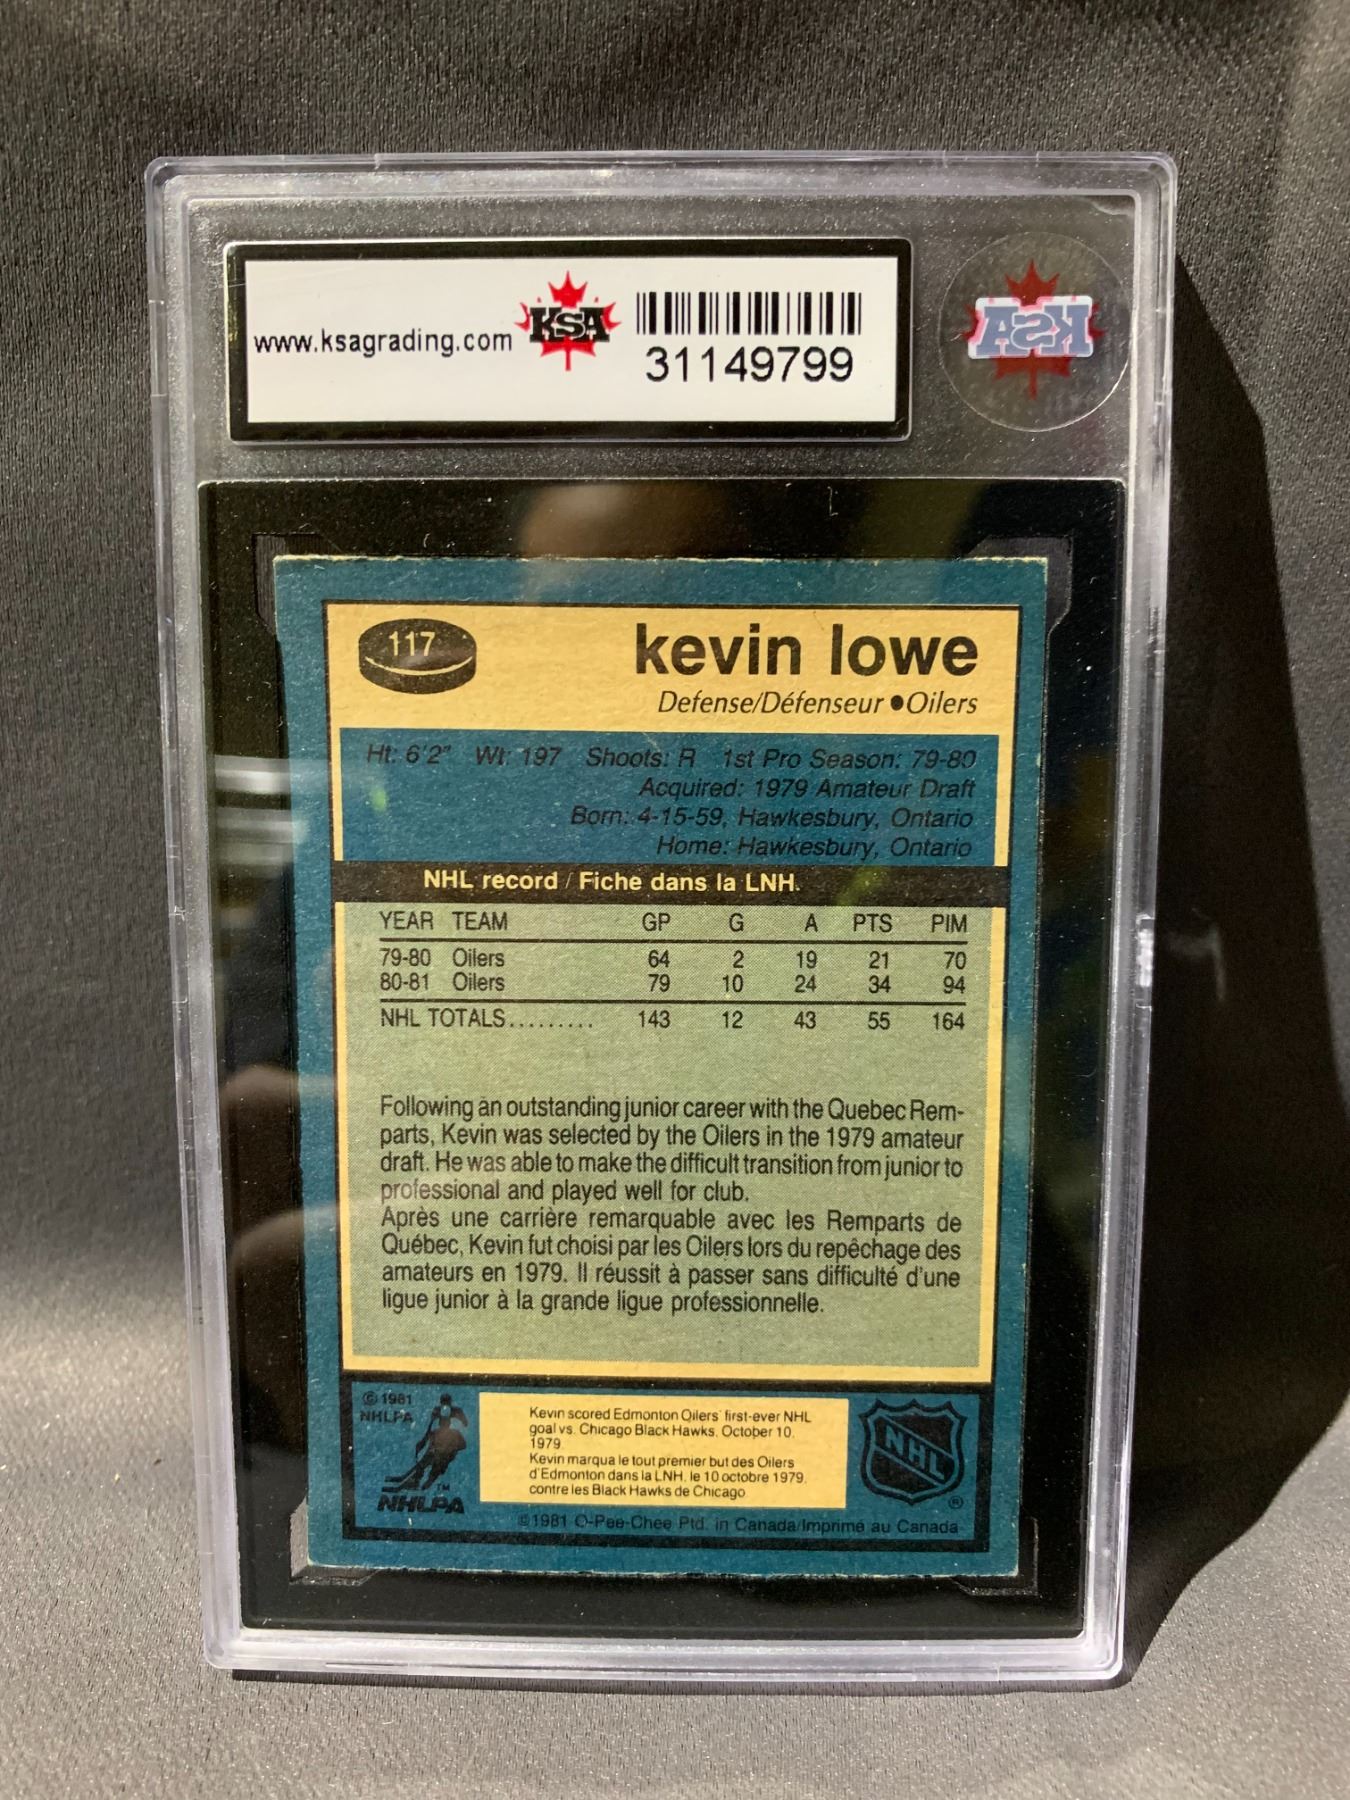 www.ksagrading.com KSA
31149799
KSA
117 kevin lowe
Defense/Défenseur ● Oilers
Ht: 6'2" Wt: 197 Shoots: R 1st Pro Season: 79-80
Acquired: 1979 Amateur Draft
Born: 4-15-59, Hawkesbury, Ontario
Home: Hawkesbury, Ontario
NHL record / Fiche dans la LNH.
YEAR TEAM GP G A PTS PIM
79-80 Oilers 64 2 19 21 70
80-81 Oilers 79 10 24 34 94
NHL TOTALS......... 143 12 43 55 164
Following an outstanding junior career with the Quebec Rem-
parts, Kevin was selected by the Oilers in the 1979 amateur
draft. He was able to make the difficult transition from junior to
professional and played well for club.
Après une carrière remarquable avec les Remparts de
Québec, Kevin fut choisi par les Oilers lors du repêchage des
amateurs en 1979. Il réussit à passer sans difficulté d'une
ligue junior à la grande ligue professionnelle.
© 1981
NHLPA
TM
NHLPA
Kevin scored Edmonton Oilers' first-ever NHL
goal vs. Chicago Black Hawks, October 10,
1979.
Kevin marqua le tout premier but des Oilers
d'Edmonton dans la LNH, le 10 octobre 1979,
contre les Black Hawks de Chicago
NHL
®
© 1981 O-Pee-Chee Ptd. in Canada/Imprimé au Canada